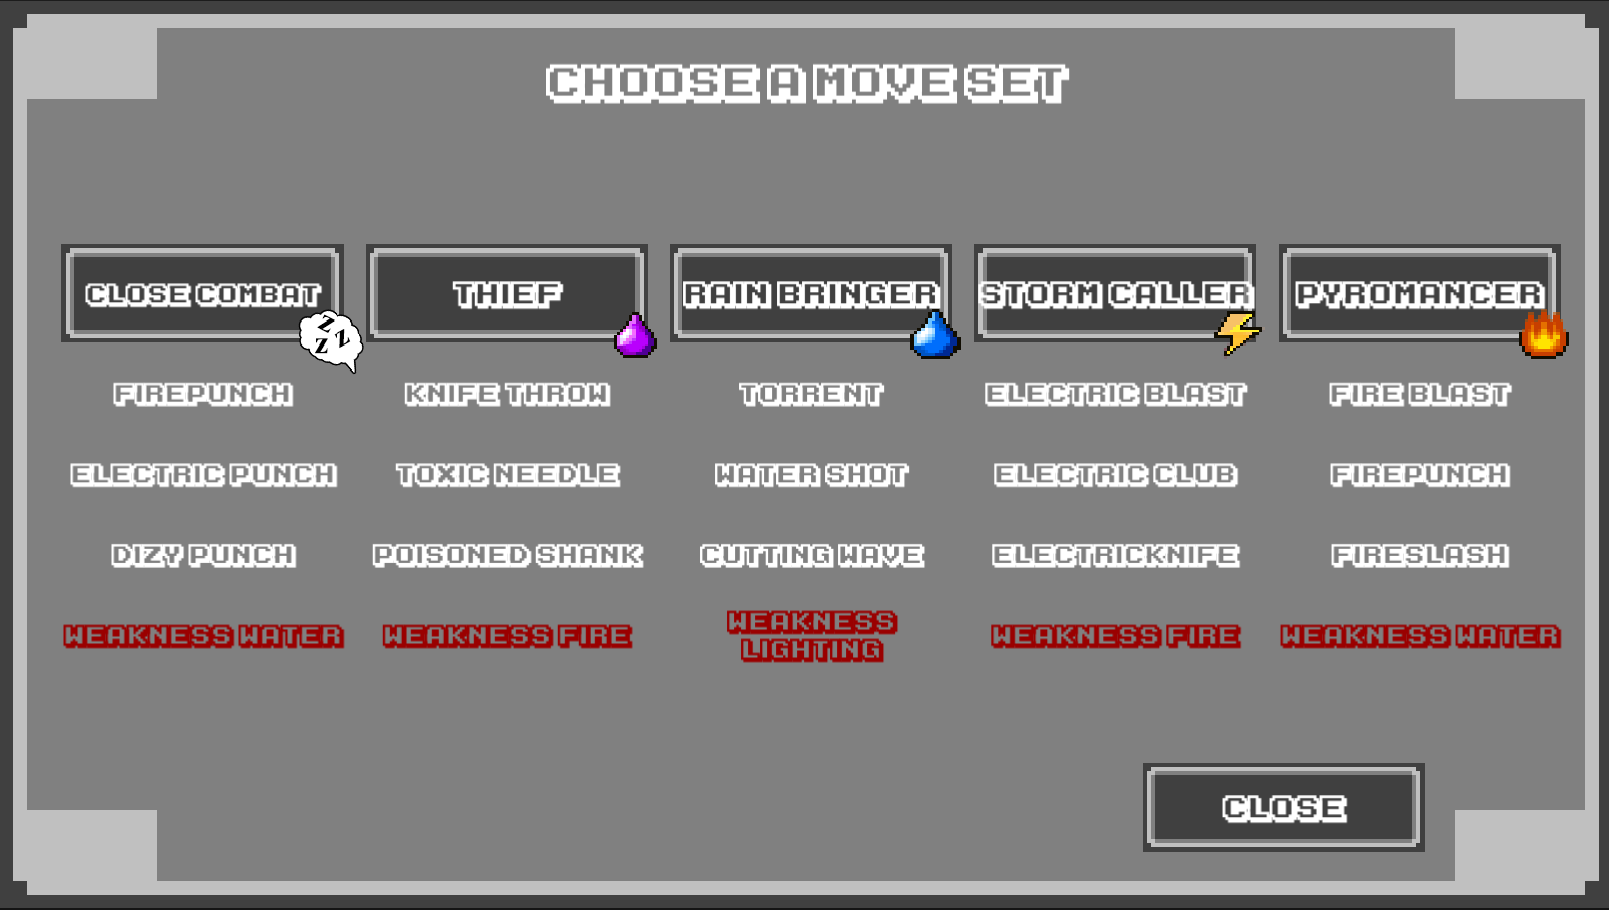 CHOOSE A MOVE SET
CLOSE COMBAT
THIEF
RAIN BRINGER
STORM CALLER
PYROMANCER
Z
Z
Z
FIREPUNCH
KNIFE THROW
TORRENT
ELECTRIC BLAST
FIRE BLAST
ELECTRIC PUNCH
TOXIC NEEDLE
WATER SHOT
ELECTRIC CLUB
FIREPUNCH
DIZY PUNCH
POISONED SHANK
CUTTING WAVE
ELECTRICKNIFE
FIRESLASH
WEAKNESS WATER
WEAKNESS FIRE
WEAKNESS
LIGHTING
WEAKNESS FIRE
WEAKNESS WATER
CLOSE